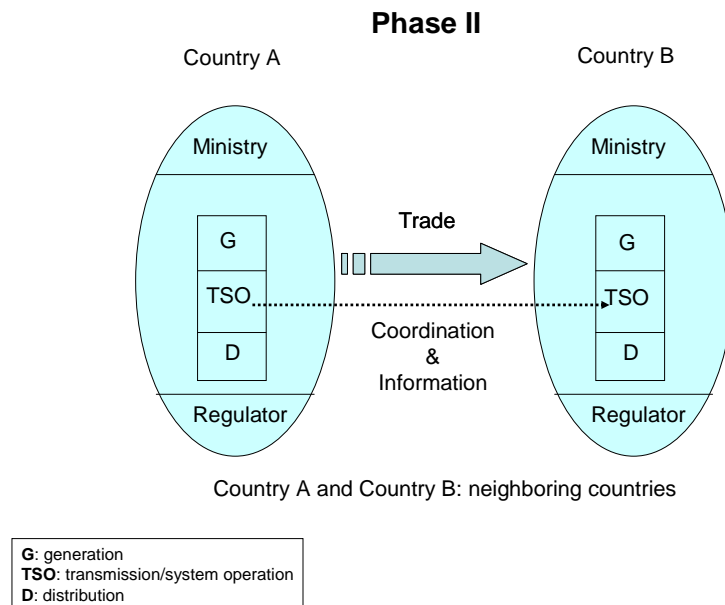 Phase II
Country A
Country B
Ministry
Ministry
G
Trade
G
TSO
TSO
D
Coordination
&
Information
D
Regulator
Regulator
Country A and Country B: neighboring countries
G: generation
TSO: transmission/system operation
D: distribution